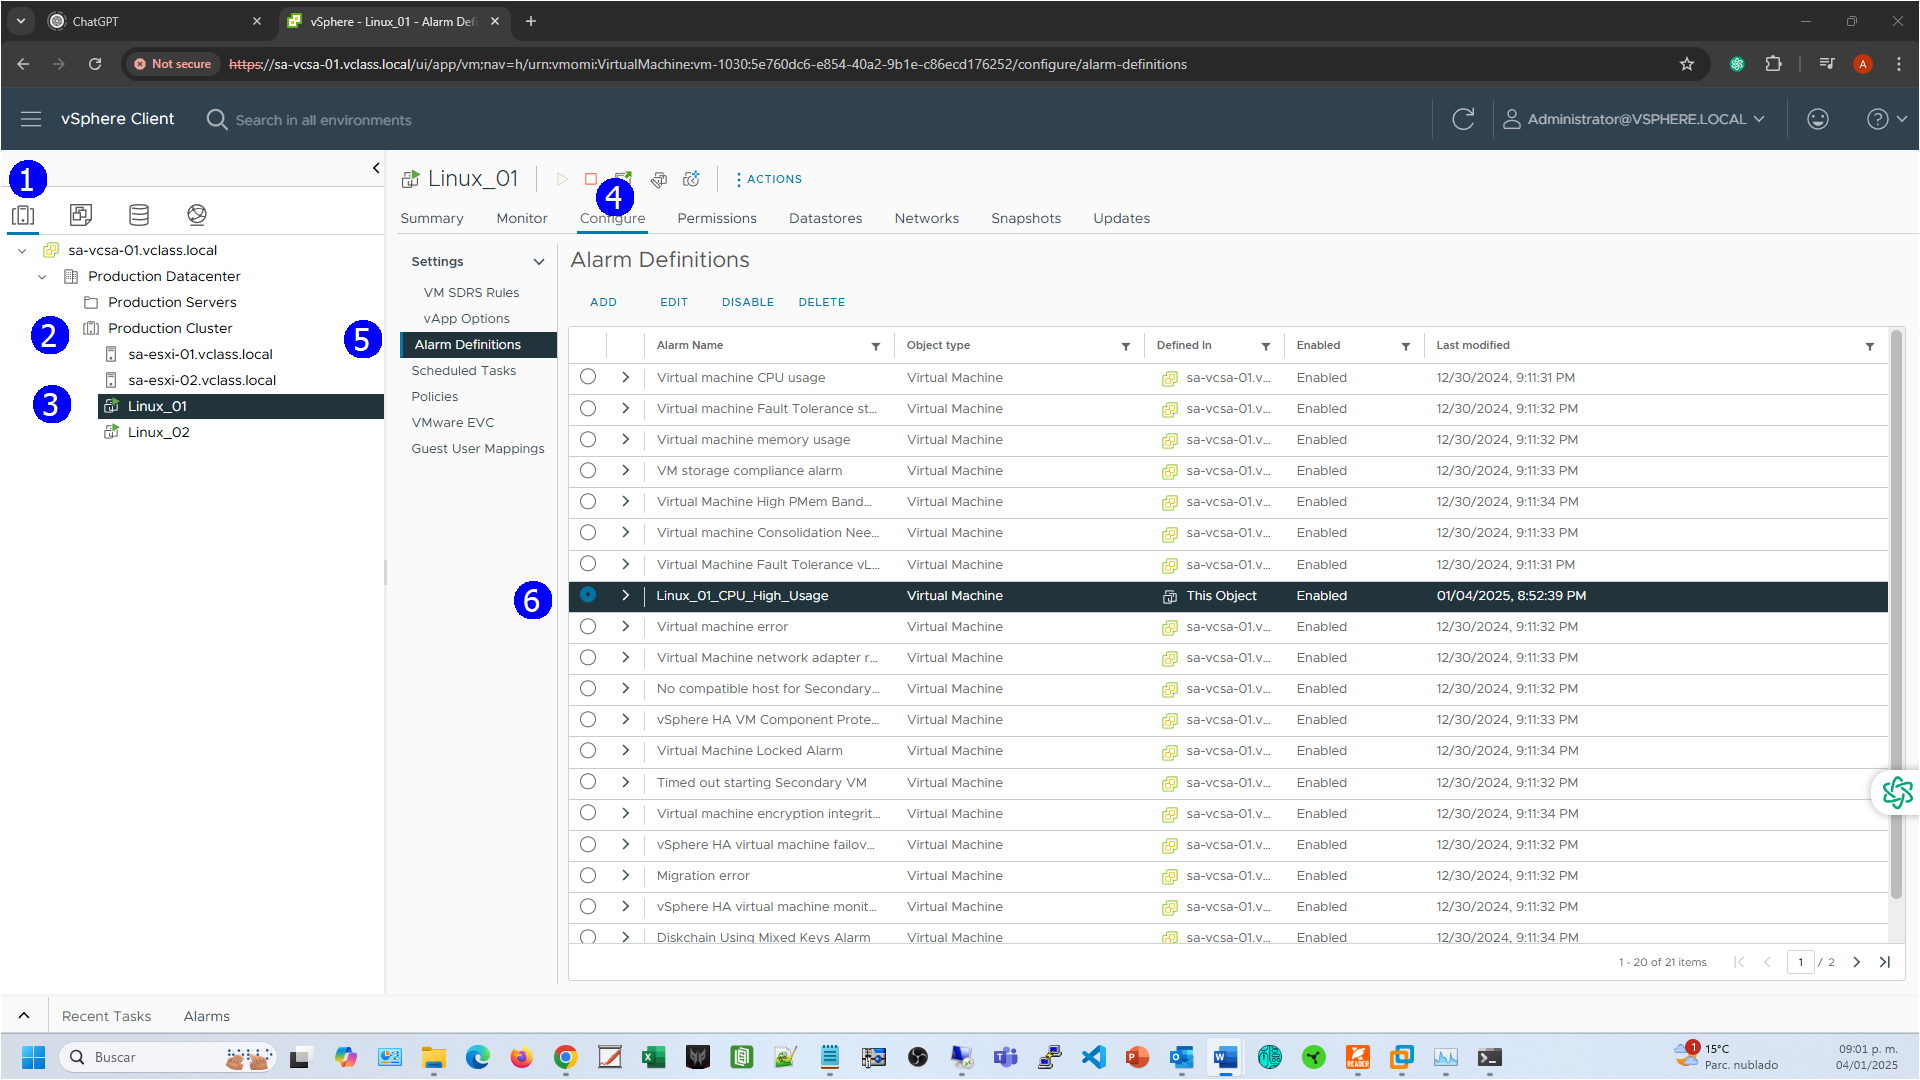 ChatGPT
vSphere - Linux_01 - Alarm Defi
Not secure
https://sa-vcsa-01.vclass.local/ui/app/vm;nav=h/urn:vmomi:VirtualMachine:vm-1030:5e760dc6-e854-40a2-9b1e-c86ecd176252/configure/alarm-definitions
A
vSphere Client
Search in all environments
Administrator@VSPHERE.LOCAL
1
Linux_01
ACTIONS
4
Summary Monitor Configure Permissions Datastores Networks Snapshots Updates
sa-vcsa-01.vclass.local
Production Datacenter
Production Servers
2
Production Cluster
sa-esxi-01.vclass.local
sa-esxi-02.vclass.local
3
Linux_01
Linux_02
Settings
VM SDRS Rules
vApp Options
5
Alarm Definitions
Scheduled Tasks
Policies
VMware EVC
Guest User Mappings
Alarm Definitions
ADD EDIT DISABLE DELETE
Alarm Name Object type Defined In Enabled Last modified
Virtual machine CPU usage Virtual Machine sa-vcsa-01.v... Enabled 12/30/2024, 9:11:31 PM
Virtual machine Fault Tolerance st... Virtual Machine sa-vcsa-01.v... Enabled 12/30/2024, 9:11:32 PM
Virtual machine memory usage Virtual Machine sa-vcsa-01.v... Enabled 12/30/2024, 9:11:32 PM
VM storage compliance alarm Virtual Machine sa-vcsa-01.v... Enabled 12/30/2024, 9:11:33 PM
Virtual Machine High PMem Band... Virtual Machine sa-vcsa-01.v... Enabled 12/30/2024, 9:11:34 PM
Virtual machine Consolidation Nee... Virtual Machine sa-vcsa-01.v... Enabled 12/30/2024, 9:11:33 PM
Virtual Machine Fault Tolerance vL... Virtual Machine sa-vcsa-01.v... Enabled 12/30/2024, 9:11:31 PM
6
Linux_01_CPU_High_Usage Virtual Machine This Object Enabled 01/04/2025, 8:52:39 PM
Virtual machine error Virtual Machine sa-vcsa-01.v... Enabled 12/30/2024, 9:11:32 PM
Virtual Machine network adapter r... Virtual Machine sa-vcsa-01.v... Enabled 12/30/2024, 9:11:33 PM
No compatible host for Secondary... Virtual Machine sa-vcsa-01.v... Enabled 12/30/2024, 9:11:32 PM
vSphere HA VM Component Prote... Virtual Machine sa-vcsa-01.v... Enabled 12/30/2024, 9:11:33 PM
Virtual Machine Locked Alarm Virtual Machine sa-vcsa-01.v... Enabled 12/30/2024, 9:11:34 PM
Timed out starting Secondary VM Virtual Machine sa-vcsa-01.v... Enabled 12/30/2024, 9:11:32 PM
Virtual machine encryption integrit... Virtual Machine sa-vcsa-01.v... Enabled 12/30/2024, 9:11:34 PM
vSphere HA virtual machine failov... Virtual Machine sa-vcsa-01.v... Enabled 12/30/2024, 9:11:32 PM
Migration error Virtual Machine sa-vcsa-01.v... Enabled 12/30/2024, 9:11:32 PM
vSphere HA virtual machine monit... Virtual Machine sa-vcsa-01.v... Enabled 12/30/2024, 9:11:32 PM
Diskchain Using Mixed Keys Alarm Virtual Machine sa-vcsa-01.v... Enabled 12/30/2024, 9:11:34 PM
1 - 20 of 21 items 1 / 2
Recent Tasks Alarms
Buscar
1
15°C
Parc. nublado
09:01 p. m.
04/01/2025